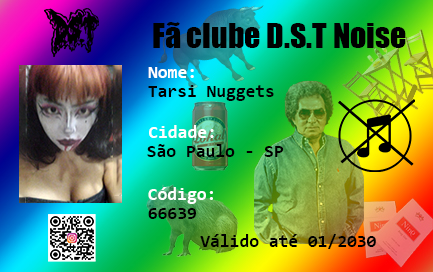 D.S.T
Fã clube D.S.T Noise
Nome:
Tarsi Nuggets
Cidade:
São Paulo - SP
Código:
66639
Válido até 01/2030